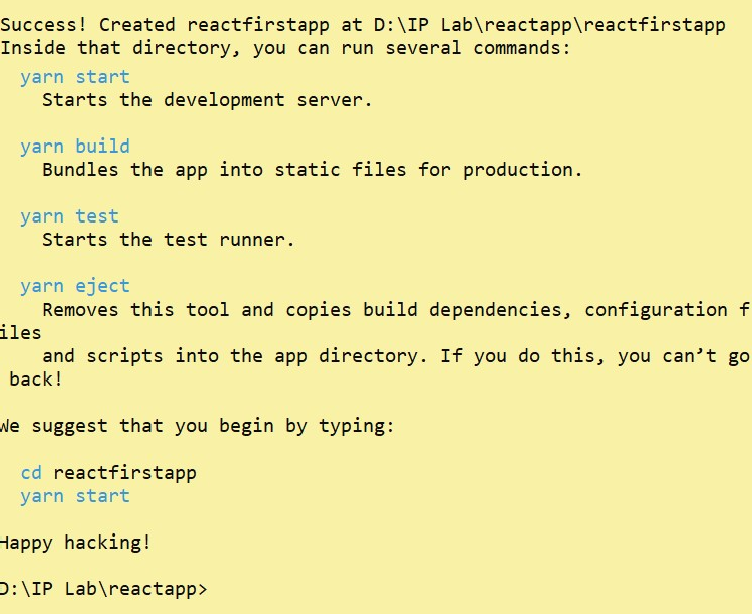 Success! Created reactfirstapp at D:\IP Lab\reactapp\reactfirstapp
Inside that directory, you can run several commands:
yarn start
Starts the development server.
yarn build
Bundles the app into static files for production.
yarn test
Starts the test runner.
yarn eject
Removes this tool and copies build dependencies, configuration f
iles
and scripts into the app directory. If you do this, you can’t go
back!
We suggest that you begin by typing:
cd reactfirstapp
yarn start
Happy hacking!
D:\IP Lab\reactapp>